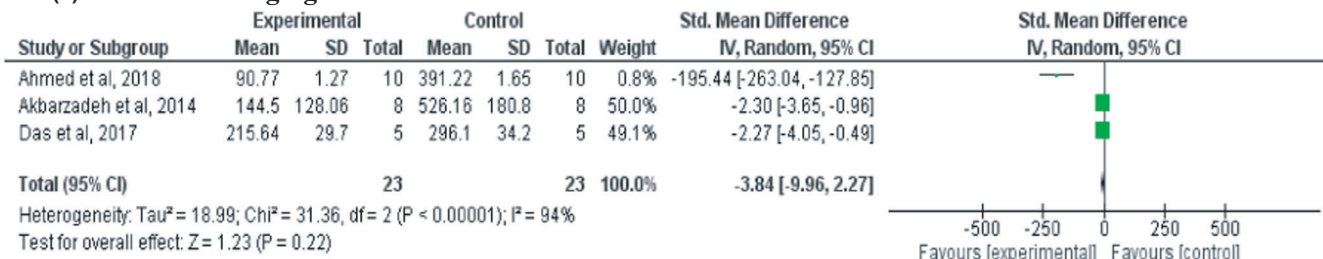 Experimental Control Std. Mean Difference Std. Mean Difference
Study or Subgroup Mean SD Total Mean SD Total Weight IV, Random, 95% CI IV, Random, 95% CI
Ahmed et al, 2018 90.77 1.27 10 391.22 1.65 10 0.8% -195.44 [-263.04, -127.85]
Akbarzadeh et al, 2014 144.5 128.06 8 526.16 180.8 8 50.0% -2.30 [-3.65, -0.96]
Das et al, 2017 215.64 29.7 5 296.1 34.2 5 49.1% -2.27 [-4.05, -0.49]
Total (95% CI) 23 23 100.0% -3.84 [-9.96, 2.27]
Heterogeneity: Tau² = 18.99; Chi² = 31.36, df = 2 (P < 0.00001); I² = 94%
Test for overall effect: Z = 1.23 (P = 0.22)
-500 -250 0 250 500
Favours [experimental] Favours [control]